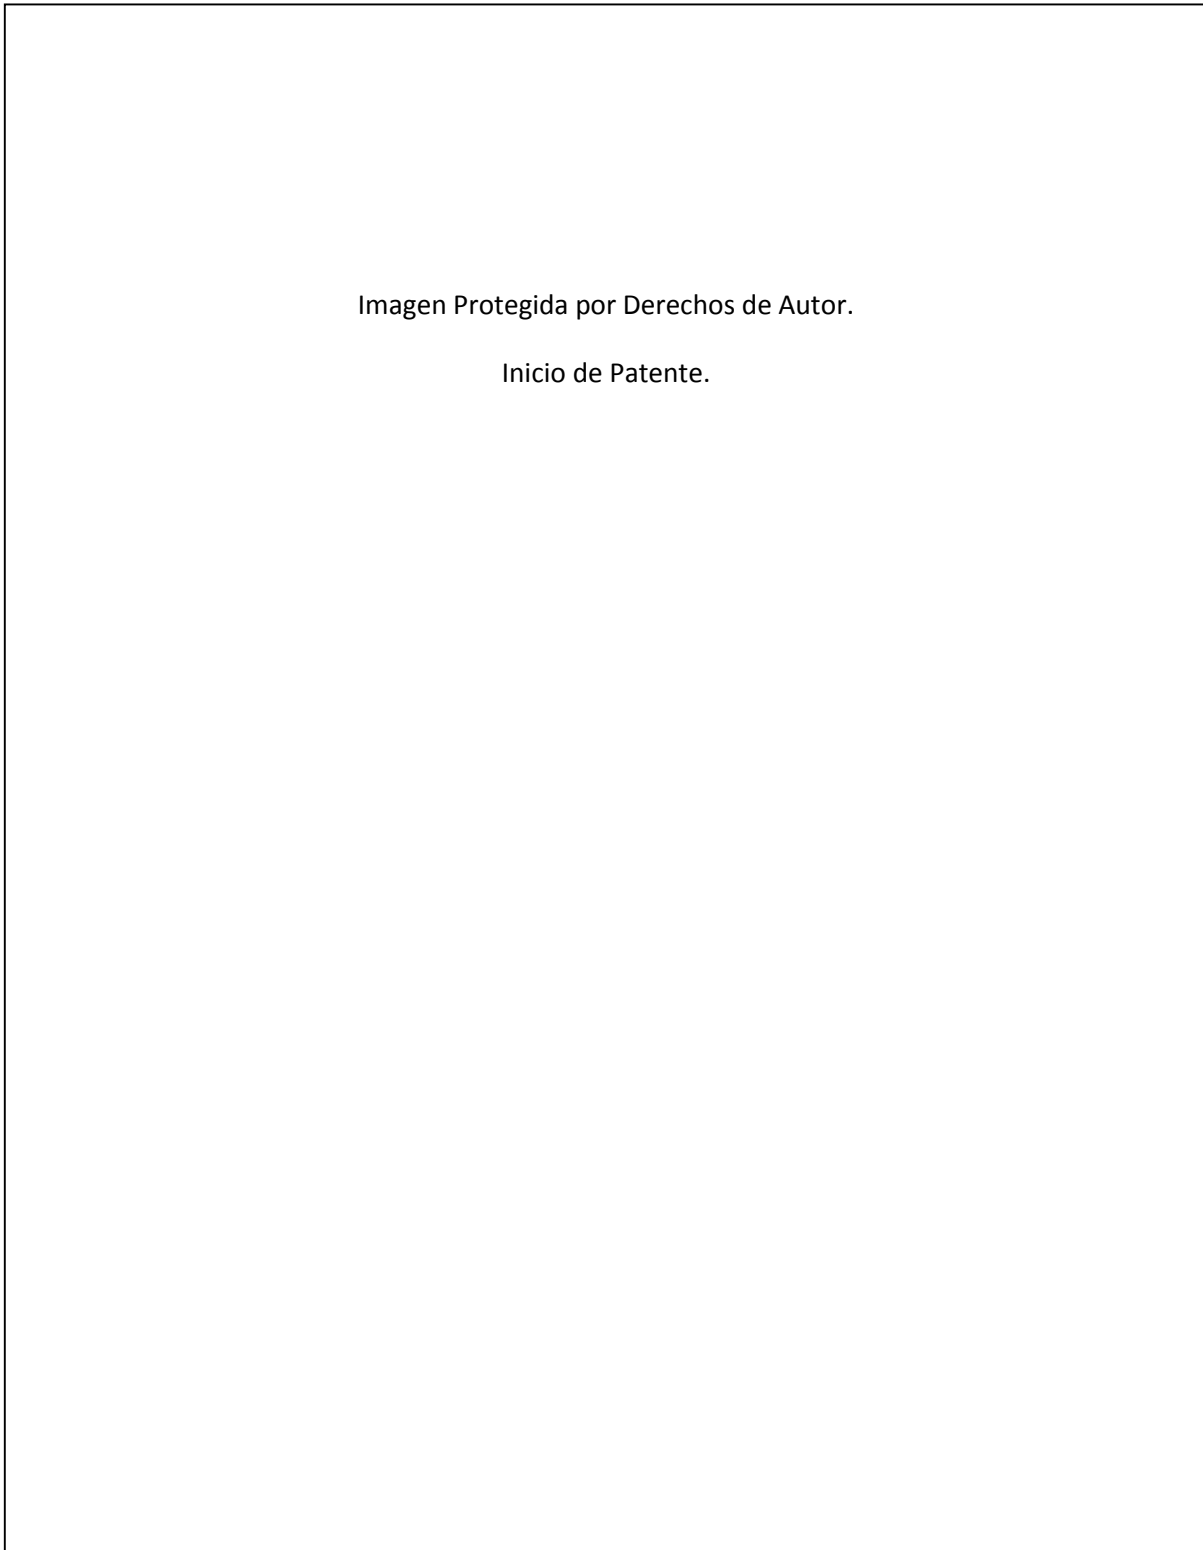 Imagen Protegida por Derechos de Autor.
Inicio de Patente.